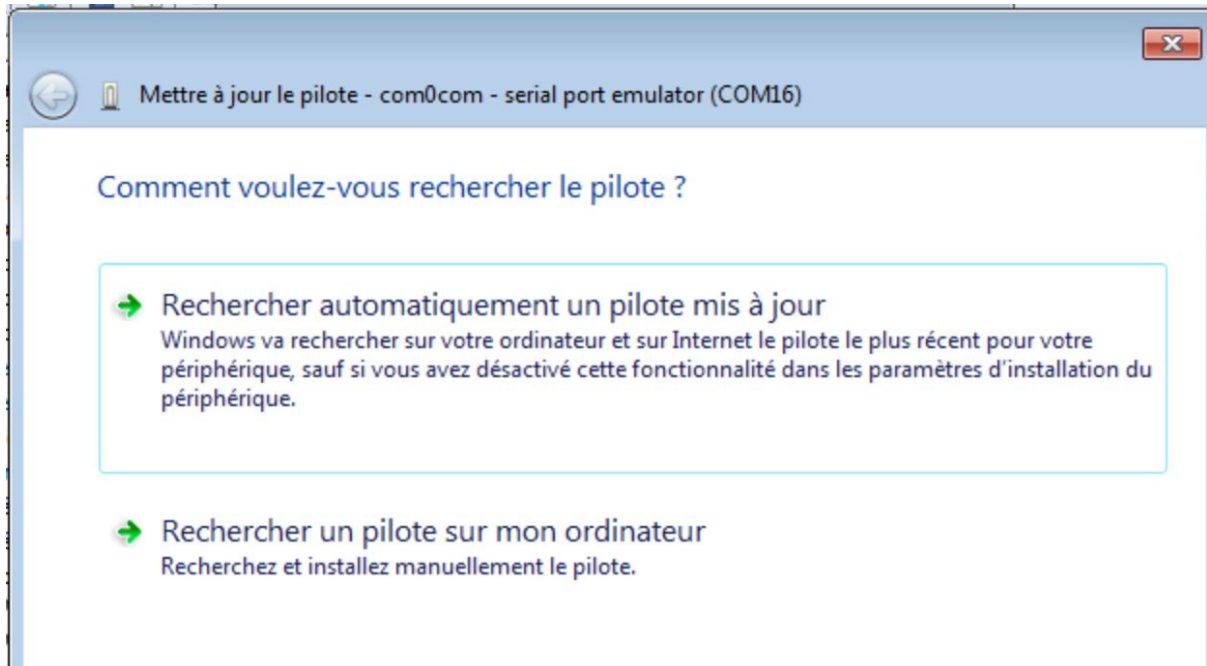 Mettre à jour le pilote - com0com - serial port emulator (COM16)
Comment voulez-vous rechercher le pilote ?
Rechercher automatiquement un pilote mis à jour
Windows va rechercher sur votre ordinateur et sur Internet le pilote le plus récent pour votre
périphérique, sauf si vous avez désactivé cette fonctionnalité dans les paramètres d'installation du
périphérique.
Rechercher un pilote sur mon ordinateur
Recherchez et installez manuellement le pilote.